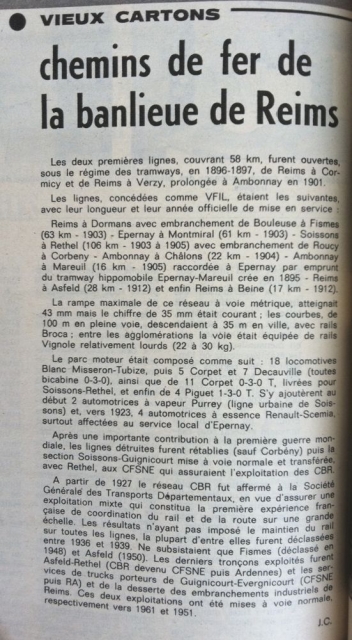 VIEUX CARTONS
chemins de fer de
la banlieue de Reims
Les deux premières lignes, couvrant 58 km, furent ouvertes,
sous le régime des tramways, en 1896-1897, de Reims à Cor-
micy et de Reims à Verzy, prolongée à Ambonnay en 1901.
Les lignes, concédées comme VFIL, étaient les suivantes,
avec leur longueur et leur année officielle de mise en service :
Reims à Dormans avec embranchement de Bouleuse à Fismes
(63 km - 1903) - Epernay à Montmiral (61 km - 1903) - Soissons
à Rethel (106 km - 1903 à 1905) avec embranchement de Roucy
à Corbeny - Ambonnay à Châlons (22 km - 1904) - Ambonnay
à Mareuil (16 km - 1905) raccordée à Epernay par emprunt
du tramway hippomobile Epernay-Mareuil crée en 1895 - Reims
à Asfeld (28 km - 1912) et enfin Reims à Beine (17 km - 1912).
La rampe maximale de ce réseau à voie métrique, atteignait
43 mm mais le chiffre de 35 mm était courant ; les courbes, de
100 m en pleine voie, descendaient à 35 m en ville, avec rails
Broca ; entre les agglomérations la voie était équipée de rails
Vignole relativement lourds (22 à 30 kg).
Le parc moteur était composé comme suit : 18 locomotives
Blanc Misseron-Tubize, puis 5 Corpet et 7 Decauville (toutes
bicabine 0-3-0), ainsi que de 11 Corpet 0-3-0 T, livrées pour
Soissons-Rethel, et enfin de 4 Piguet 1-3-0 T. S'y ajoutèrent au
début 2 automotrices à vapeur Purrey (ligne urbaine de Sois-
sons) et, vers 1923, 4 automotrices à essence Renault-Scemia,
surtout affectées au service local d'Epernay.
Après une importante contribution à la première guerre mon-
diale, les lignes détruites furent rétablies (sauf Corbény) puis la
section Soissons-Guignicourt mise à voie normale et transférée,
avec Rethel, aux CFSNE qui assuraient l'exploitation des CBR.
A partir de 1927 le réseau CBR fut affermé à la Société
Générale des Transports Départementaux, en vue d'assurer une
exploitation mixte qui constitua la première expérience fran-
çaise de coordination du rail et de la route sur une grande
échelle. Les résultats n'ayant pas imposé le maintien du rail
sur toutes les lignes, la plupart d'entre elles furent déclassées
entre 1936 et 1939. Ne subsistaient que Fismes (déclassé en
1948) et Asfeld (1950). Les derniers tronçons exploités furent
Asfeld-Rethel (CBR devenu CFSNE puis Ardennes) et les ser-
vices de trucks porteurs de Guignicourt-Evergnicourt (CFSNE
puis RA) et de la desserte des embranchements industriels de
Reims. Ces deux exploitations ont été mises à voie normale,
respectivement vers 1961 et 1951.
J.C.